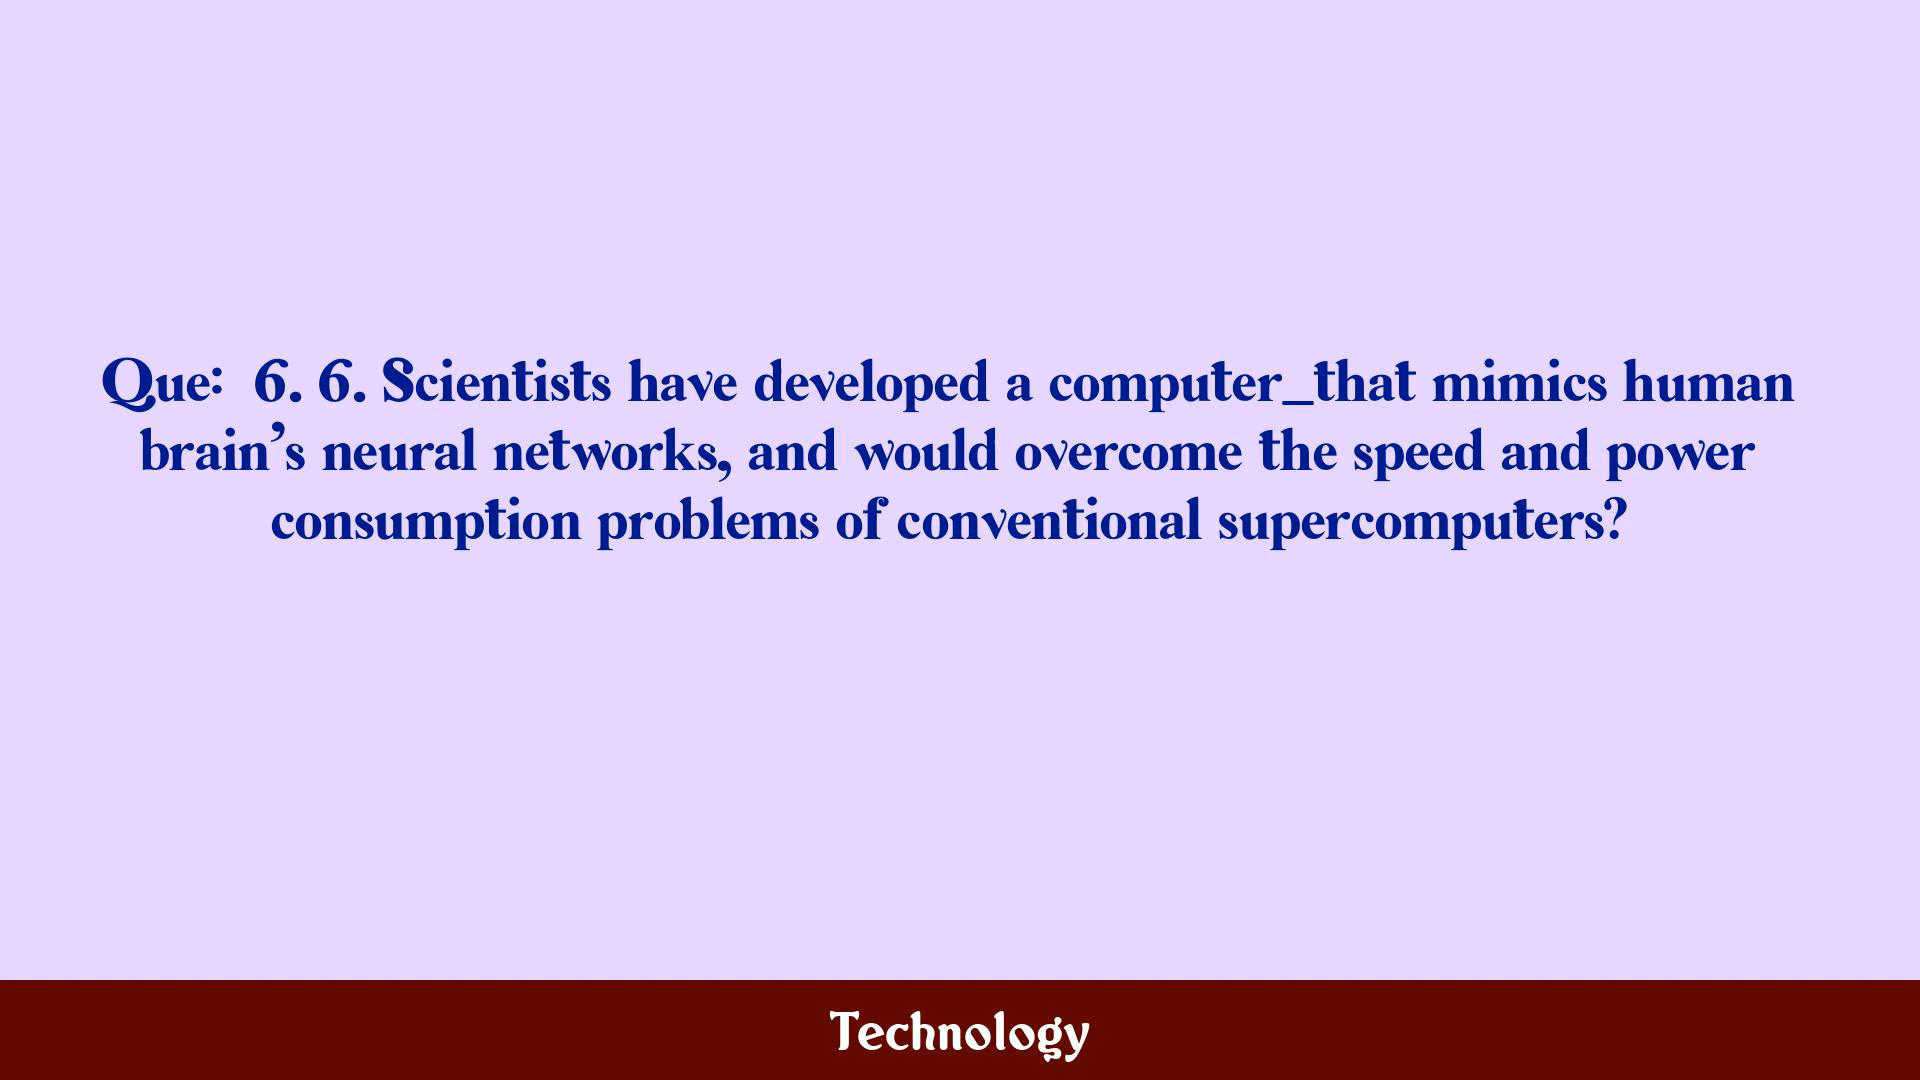 Que:  6. 6. Scientists have developed a computer_that mimics human
brain’s neural networks, and would overcome the speed and power
consumption problems of conventional supercomputers?
Technology